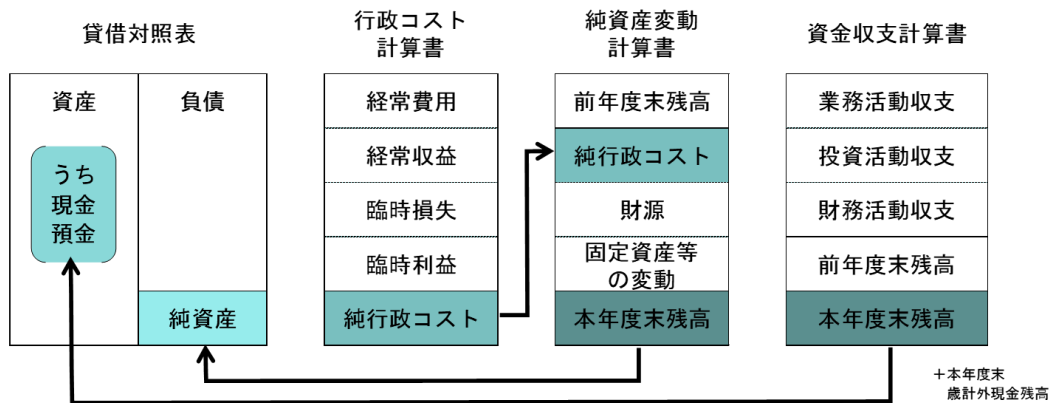 貸借対照表
資産
負債
うち
現金
預金
純資産
行政コスト
計算書
経常費用
経常収益
臨時損失
臨時利益
純行政コスト
純資産変動
計算書
前年度末残高
純行政コスト
財源
固定資産等
の変動
本年度末残高
資金収支計算書
業務活動収支
投資活動収支
財務活動収支
前年度末残高
本年度末残高
＋本年度末
歳計外現金残高